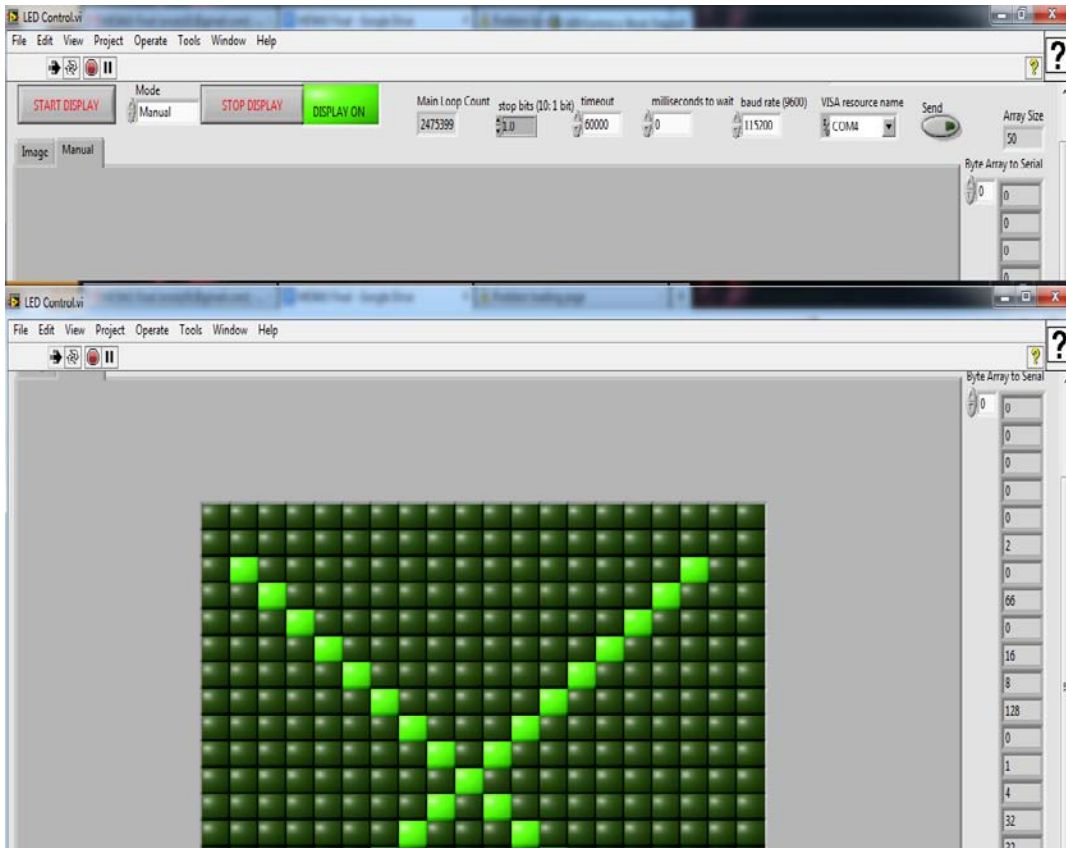 LED Control.vi
File Edit View Project Operate Tools Window Help
START DISPLAY
Mode
Manual
STOP DISPLAY
DISPLAY ON
Main Loop Count
2475399
stop bits (10: 1 bit)
1.0
timeout
60000
milliseconds to wait
0
baud rate (9600)
115200
VISA resource name
COM4
Send
Array Size
50
Image Manual
Byte Array to Serial
0
0
0
0
0
LED Control.vi
File Edit View Project Operate Tools Window Help
Byte Array to Serial
0
0
0
0
0
0
2
0
66
0
16
8
128
0
1
4
32